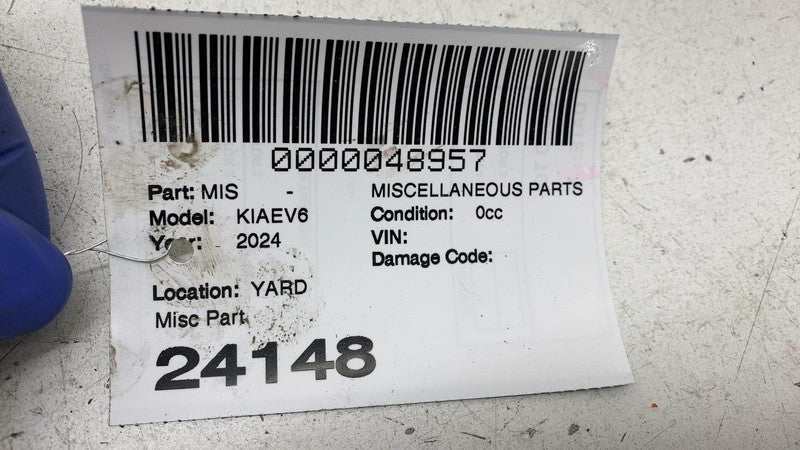 0000048957
Part: MIS - MISCELLANEOUS PARTS
Model: KIAEV6 Condition: 0cc
Year: 2024 VIN:
Damage Code:
Location: YARD
Misc Part
24148